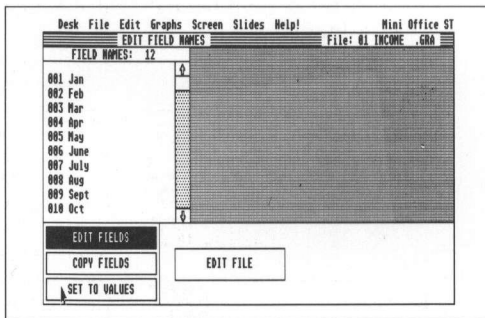 Desk File Edit Graphs Screen Slides Help! Mini Office ST
EDIT FIELD NAMES File: 01 INCOME .GRA
FIELD NAMES: 12
001 Jan
002 Feb
003 Mar
004 Apr
005 May
006 June
007 July
008 Aug
009 Sept
010 Oct
EDIT FIELDS
COPY FIELDS EDIT FILE
SET TO VALUES